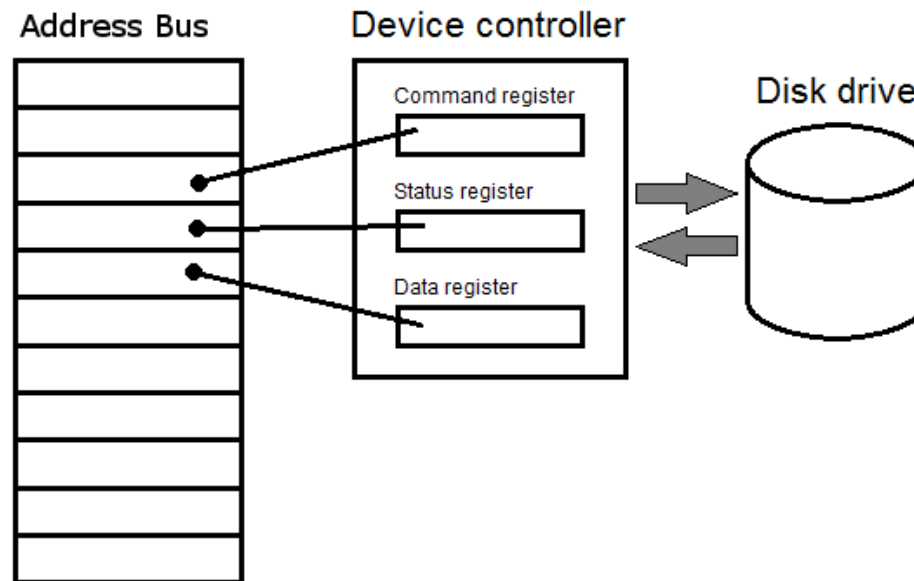 Address Bus
Device controller
Disk drive
Command register
Status register
Data register